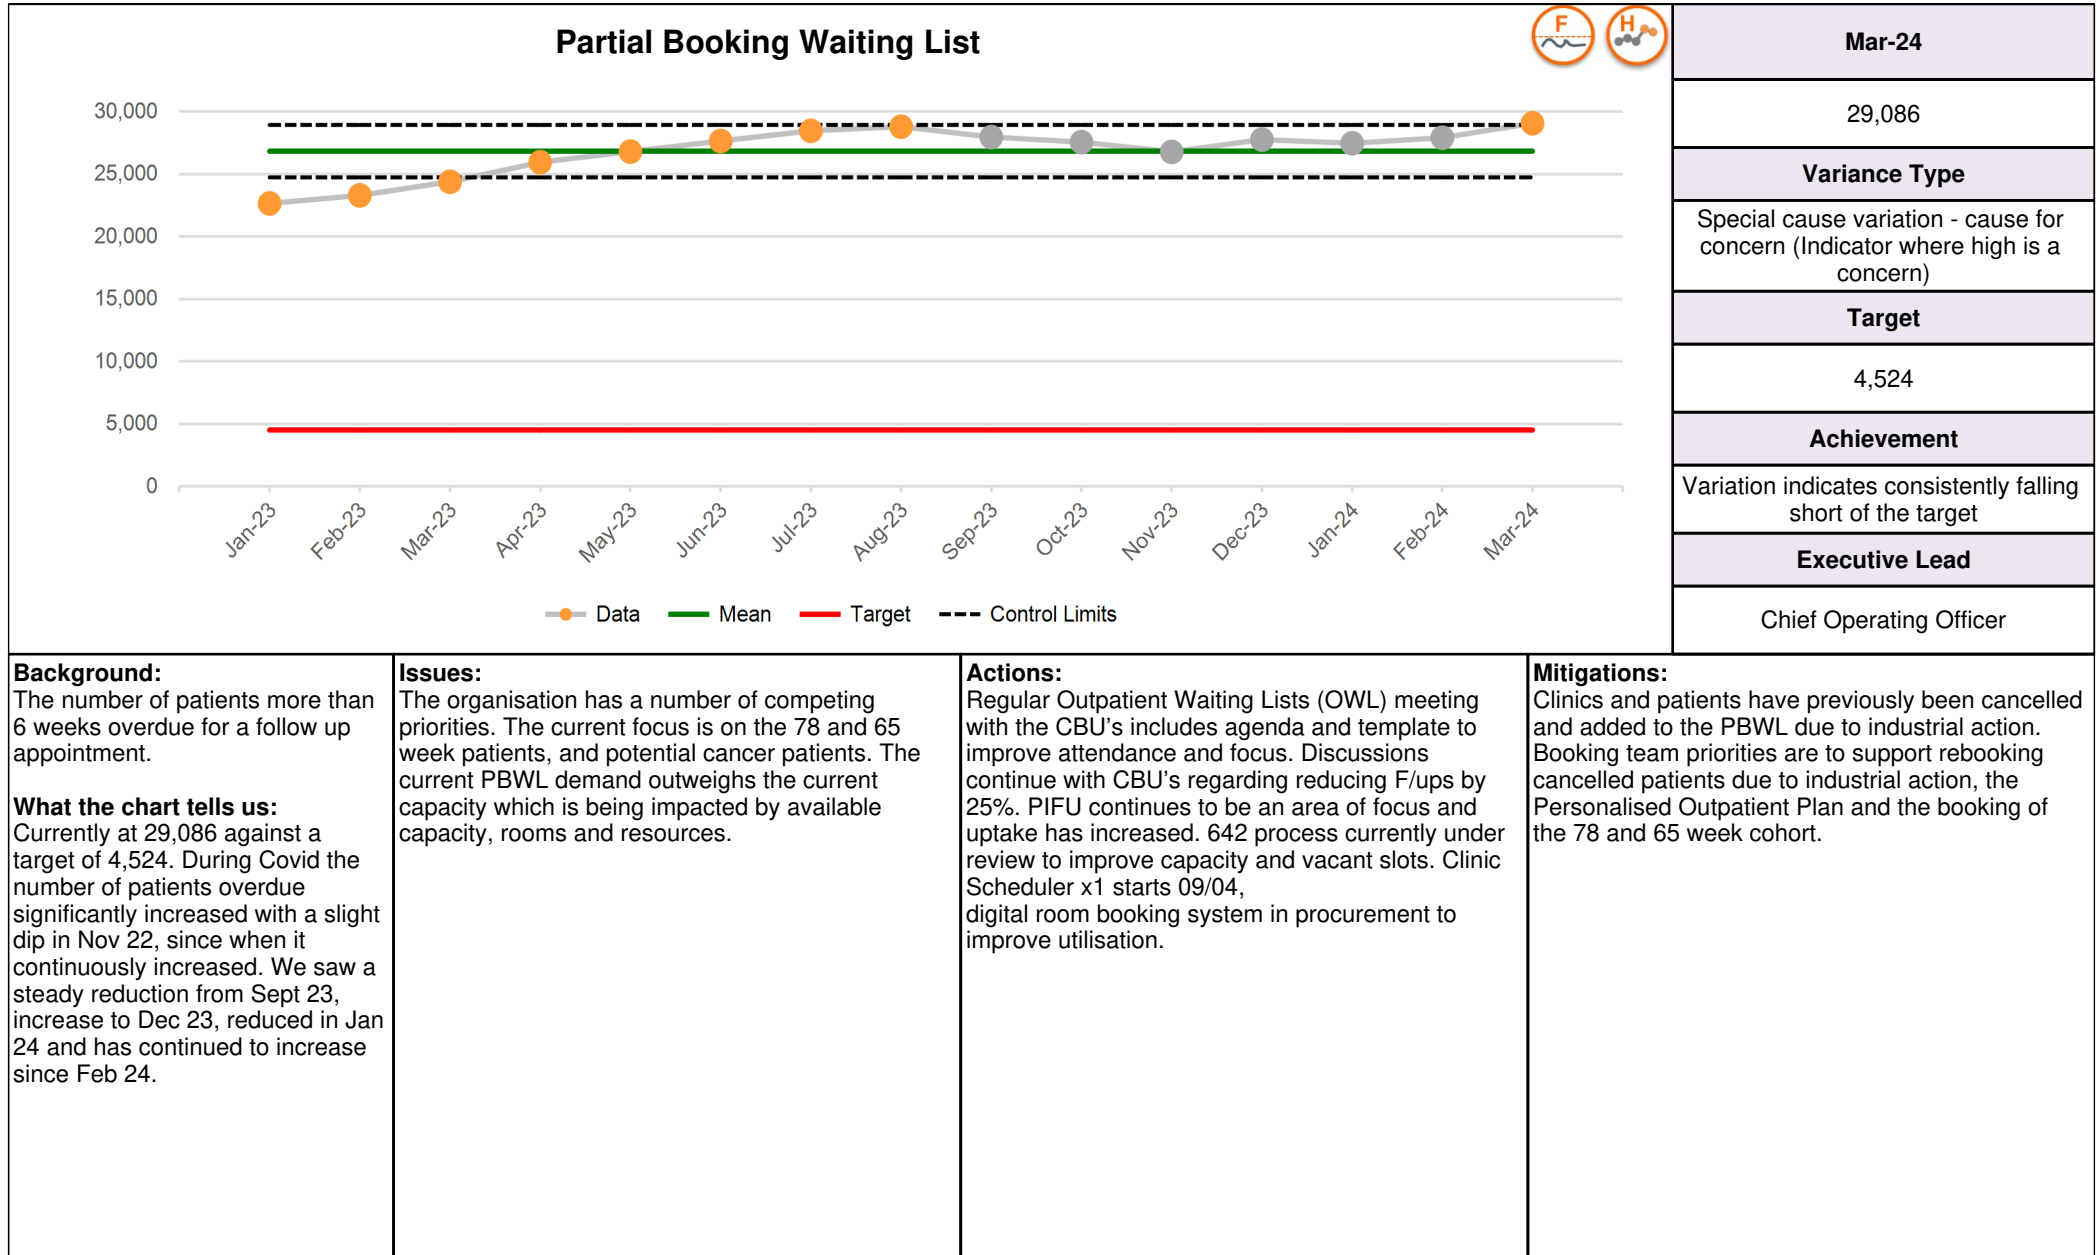 Partial Booking Waiting List
F
H
30,000
25,000
20,000
15,000
10,000
5,000
0
Jan-23
Feb-23
Mar-23
Apr-23
May-23
Jun-23
Jul-23
Aug-23
Sep-23
Oct-23
Nov-23
Dec-23
Jan-24
Feb-24
Mar-24
Data
Mean
Target
Control Limits
Mar-24
29,086
Variance Type
Special cause variation - cause for
concern (Indicator where high is a
concern)
Target
4,524
Achievement
Variation indicates consistently falling
short of the target
Executive Lead
Chief Operating Officer
Background:
The number of patients more than
6 weeks overdue for a follow up
appointment.
What the chart tells us:
Currently at 29,086 against a
target of 4,524. During Covid the
number of patients overdue
significantly increased with a slight
dip in Nov 22, since when it
continuously increased. We saw a
steady reduction from Sept 23,
increase to Dec 23, reduced in Jan
24 and has continued to increase
since Feb 24.
Issues:
The organisation has a number of competing
priorities. The current focus is on the 78 and 65
week patients, and potential cancer patients. The
current PBWL demand outweighs the current
capacity which is being impacted by available
capacity, rooms and resources.
Actions:
Regular Outpatient Waiting Lists (OWL) meeting
with the CBU’s includes agenda and template to
improve attendance and focus. Discussions
continue with CBU’s regarding reducing F/ups by
25%. PIFU continues to be an area of focus and
uptake has increased. 642 process currently under
review to improve capacity and vacant slots. Clinic
Scheduler x1 starts 09/04,
digital room booking system in procurement to
improve utilisation.
Mitigations:
Clinics and patients have previously been cancelled
and added to the PBWL due to industrial action.
Booking team priorities are to support rebooking
cancelled patients due to industrial action, the
Personalised Outpatient Plan and the booking of
the 78 and 65 week cohort.